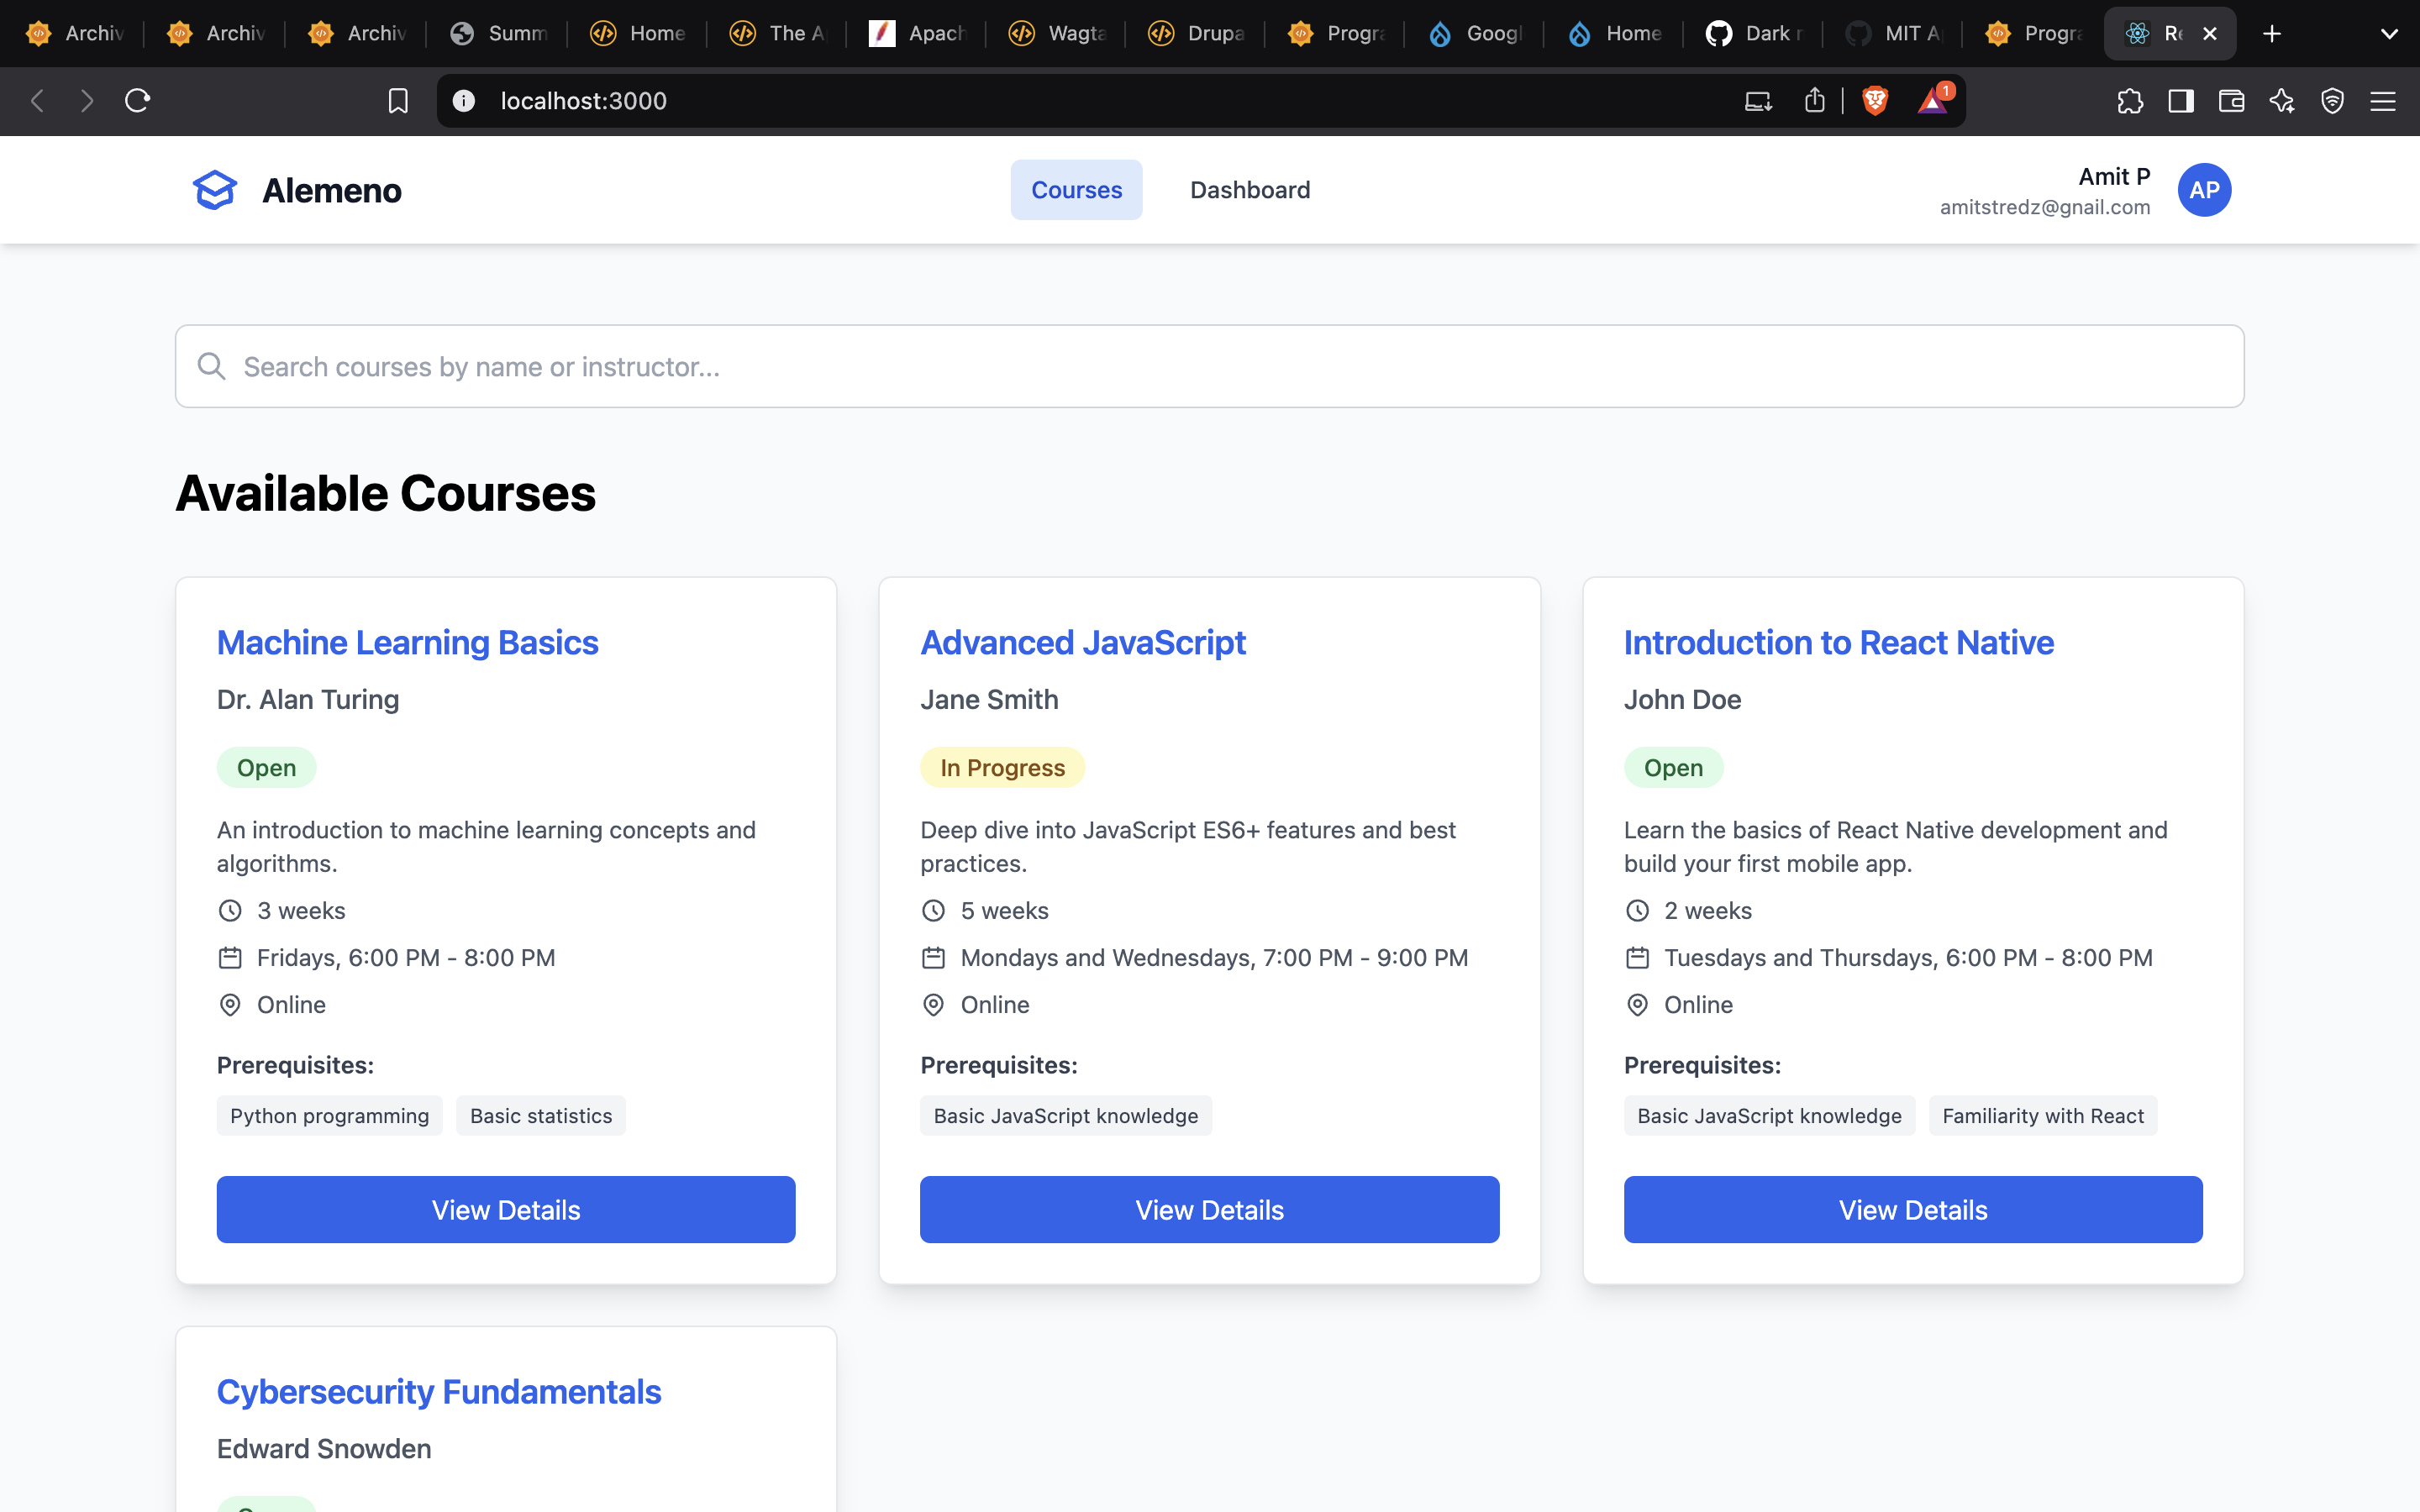 Archiv
Archiv
Archiv
Summ
Home
The A
Apach
Wagta
Drupa
Progra
Googl
Home
Dark
MIT A
Progra
Re
localhost:3000
1
Alemeno
Courses
Dashboard
Amit P
amitstredz@gnail.com
AP
Search courses by name or instructor...
Available Courses
Machine Learning Basics
Dr. Alan Turing
Open
An introduction to machine learning concepts and
algorithms.
3 weeks
Fridays, 6:00 PM - 8:00 PM
Online
Prerequisites:
Python programming
Basic statistics
View Details
Advanced JavaScript
Jane Smith
In Progress
Deep dive into JavaScript ES6+ features and best
practices.
5 weeks
Mondays and Wednesdays, 7:00 PM - 9:00 PM
Online
Prerequisites:
Basic JavaScript knowledge
View Details
Introduction to React Native
John Doe
Open
Learn the basics of React Native development and
build your first mobile app.
2 weeks
Tuesdays and Thursdays, 6:00 PM - 8:00 PM
Online
Prerequisites:
Basic JavaScript knowledge
Familiarity with React
View Details
Cybersecurity Fundamentals
Edward Snowden